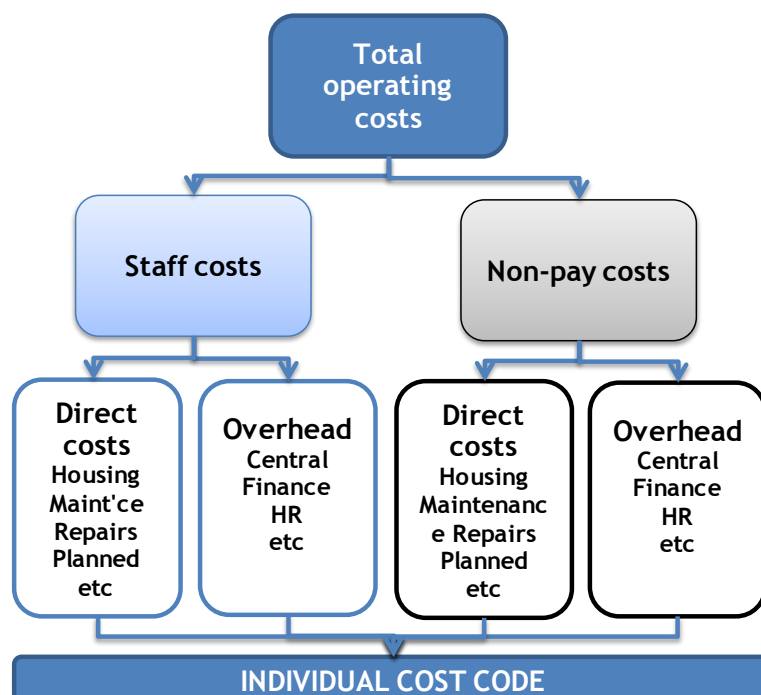 Total
operating
costs
Staff costs
Non-pay costs
Direct
costs
Housing
Maint'ce
Repairs
Planned
etc
Overhead
Central
Finance
HR
etc
Direct
costs
Housing
Maintenanc
e Repairs
Planned
etc
Overhead
Central
Finance
HR
etc
INDIVIDUAL COST CODE